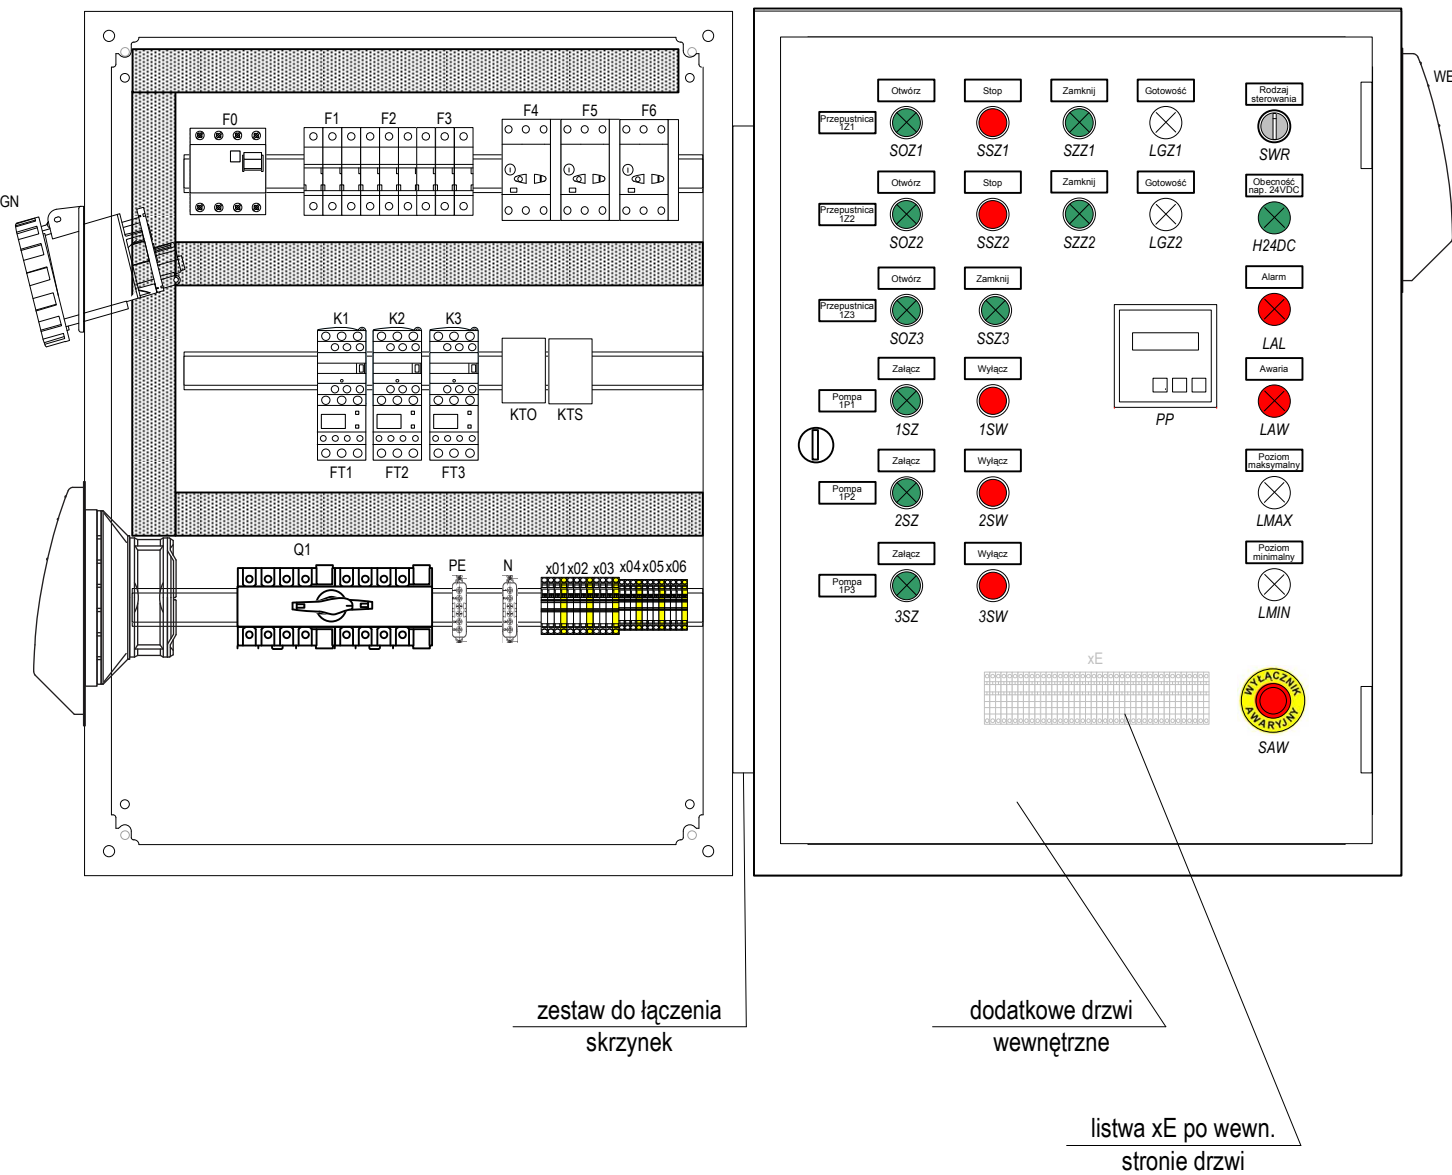 GN
WE
F0
F1
F2
F3
F4
F5
F6
K1
K2
K3
FT1
FT2
FT3
KTO
KTS
Q1
PE
N
x01
x02
x03
x04
x05
x06
Otwórz
Stop
Zamknij
Gotowość
Rodzaj
sterowania
Przepustnica
1Z1
SOZ1
SSZ1
SZZ1
LGZ1
SWR
Otwórz
Stop
Zamknij
Gotowość
Obecność
nap. 24VDC
Przepustnica
1Z2
SOZ2
SSZ2
SZZ2
LGZ2
H24DC
Otwórz
Zamknij
Alarm
Przepustnica
1Z3
SOZ3
SSZ3
LAL
Załącz
Wyłącz
Awaria
Pompa
1P1
1SZ
1SW
PP
LAW
Załącz
Wyłącz
Poziom
maksymalny
Pompa
1P2
2SZ
2SW
LMAX
Załącz
Wyłącz
Poziom
minimalny
Pompa
1P3
3SZ
3SW
LMIN
xE
WYŁĄCZNIK
AWARYJNY
SAW
zestaw do łączenia
skrzynek
dodatkowe drzwi
wewnętrzne
listwa xE po wewn.
stronie drzwi